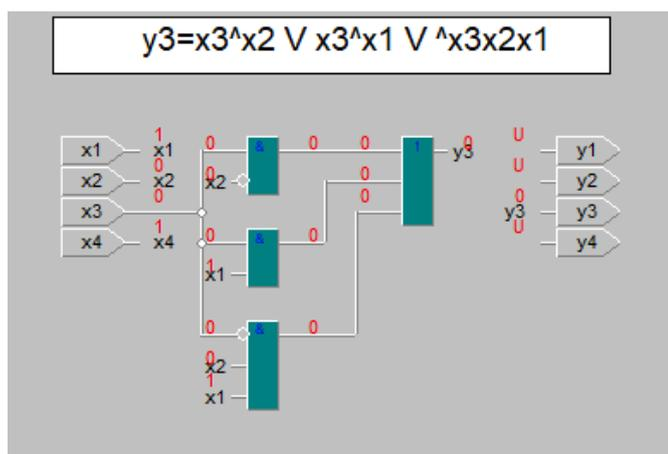 y3=x3^x2 V x3^x1 V ^x3x2x1
1 U
x1 x1 0 & 0 0 1 y3 0 y1
0 U
x2 x2 0 x2 0 y2
0 0 0
x3 y3 y3
1 U
x4 x4 0 & 0 y4
1
x1
0 & 0
0
x2
1
x1